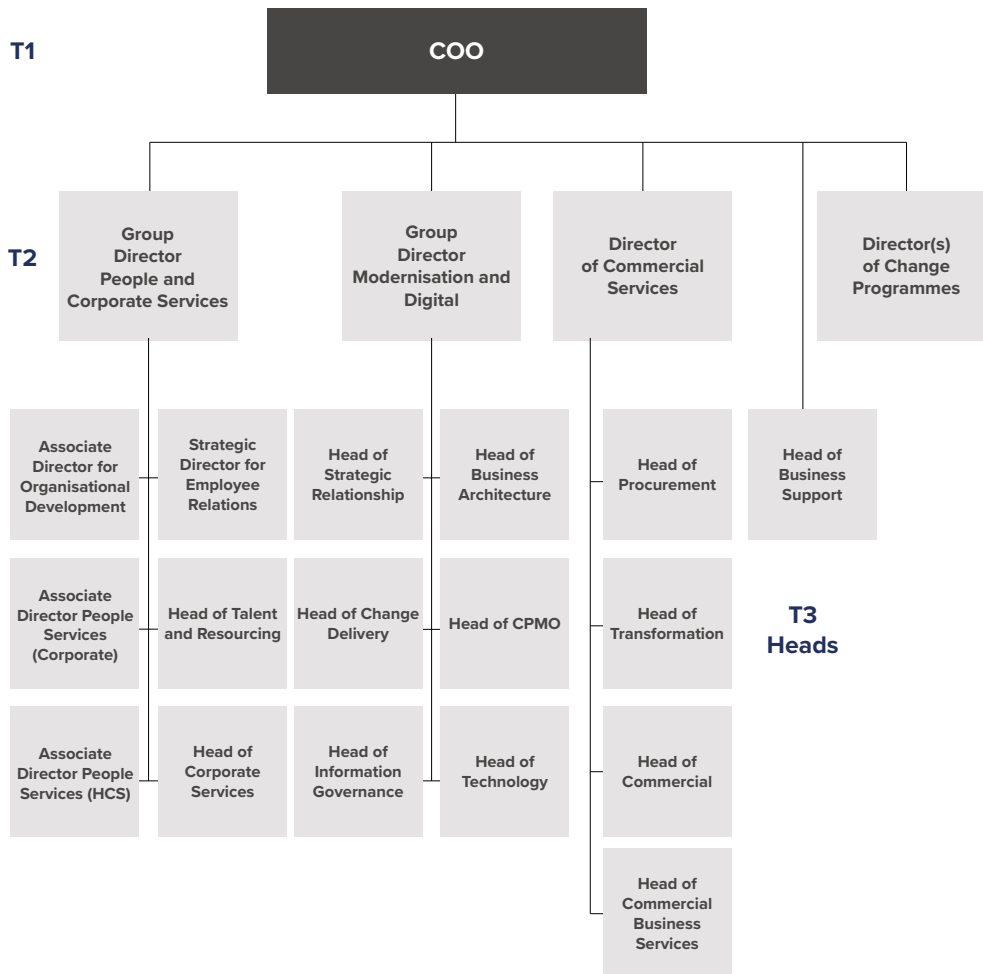 T1
COO
T2
Group
Director
People and
Corporate Services
Group
Director
Modernisation and
Digital
Director
of Commercial
Services
Director(s)
of Change
Programmes
Associate
Director for
Organisational
Development
Strategic
Director for
Employee
Relations
Head of
Strategic
Relationship
Head of
Business
Architecture
Head of
Procurement
Head of
Business
Support
Associate
Director People
Services
(Corporate)
Head of Talent
and Resourcing
Head of Change
Delivery
Head of CPMO
Head of
Transformation
T3
Heads
Associate
Director People
Services (HCS)
Head of
Corporate
Services
Head of
Information
Governance
Head of
Technology
Head of
Commercial
Head of
Commercial
Business
Services